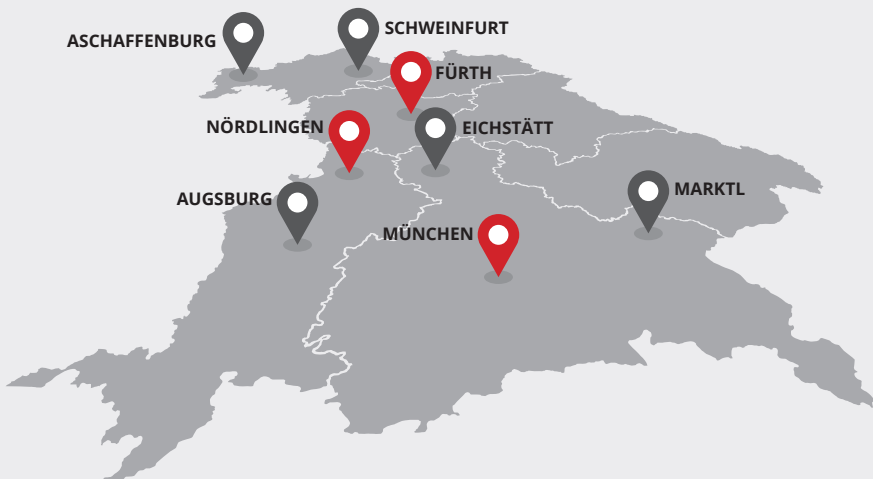 SCHWEINFURT
ASCHAFFENBURG
FÜRTH
NÖRDLINGEN
EICHSTÄTT
MARKTL
AUGSBURG
MÜNCHEN